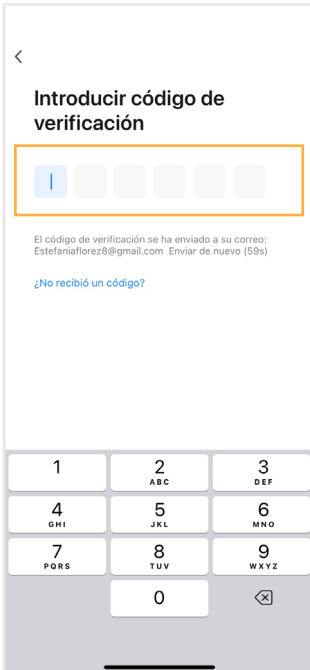 Introducir código de
verificación
El código de verificación se ha enviado a su correo:
Estefaniaflorez8@gmail.com Enviar de nuevo (59s)
¿No recibió un código?
1
2
ABC
3
DEF
4
GHI
5
JKL
6
MNO
7
PQRS
8
TUV
9
WXYZ
0